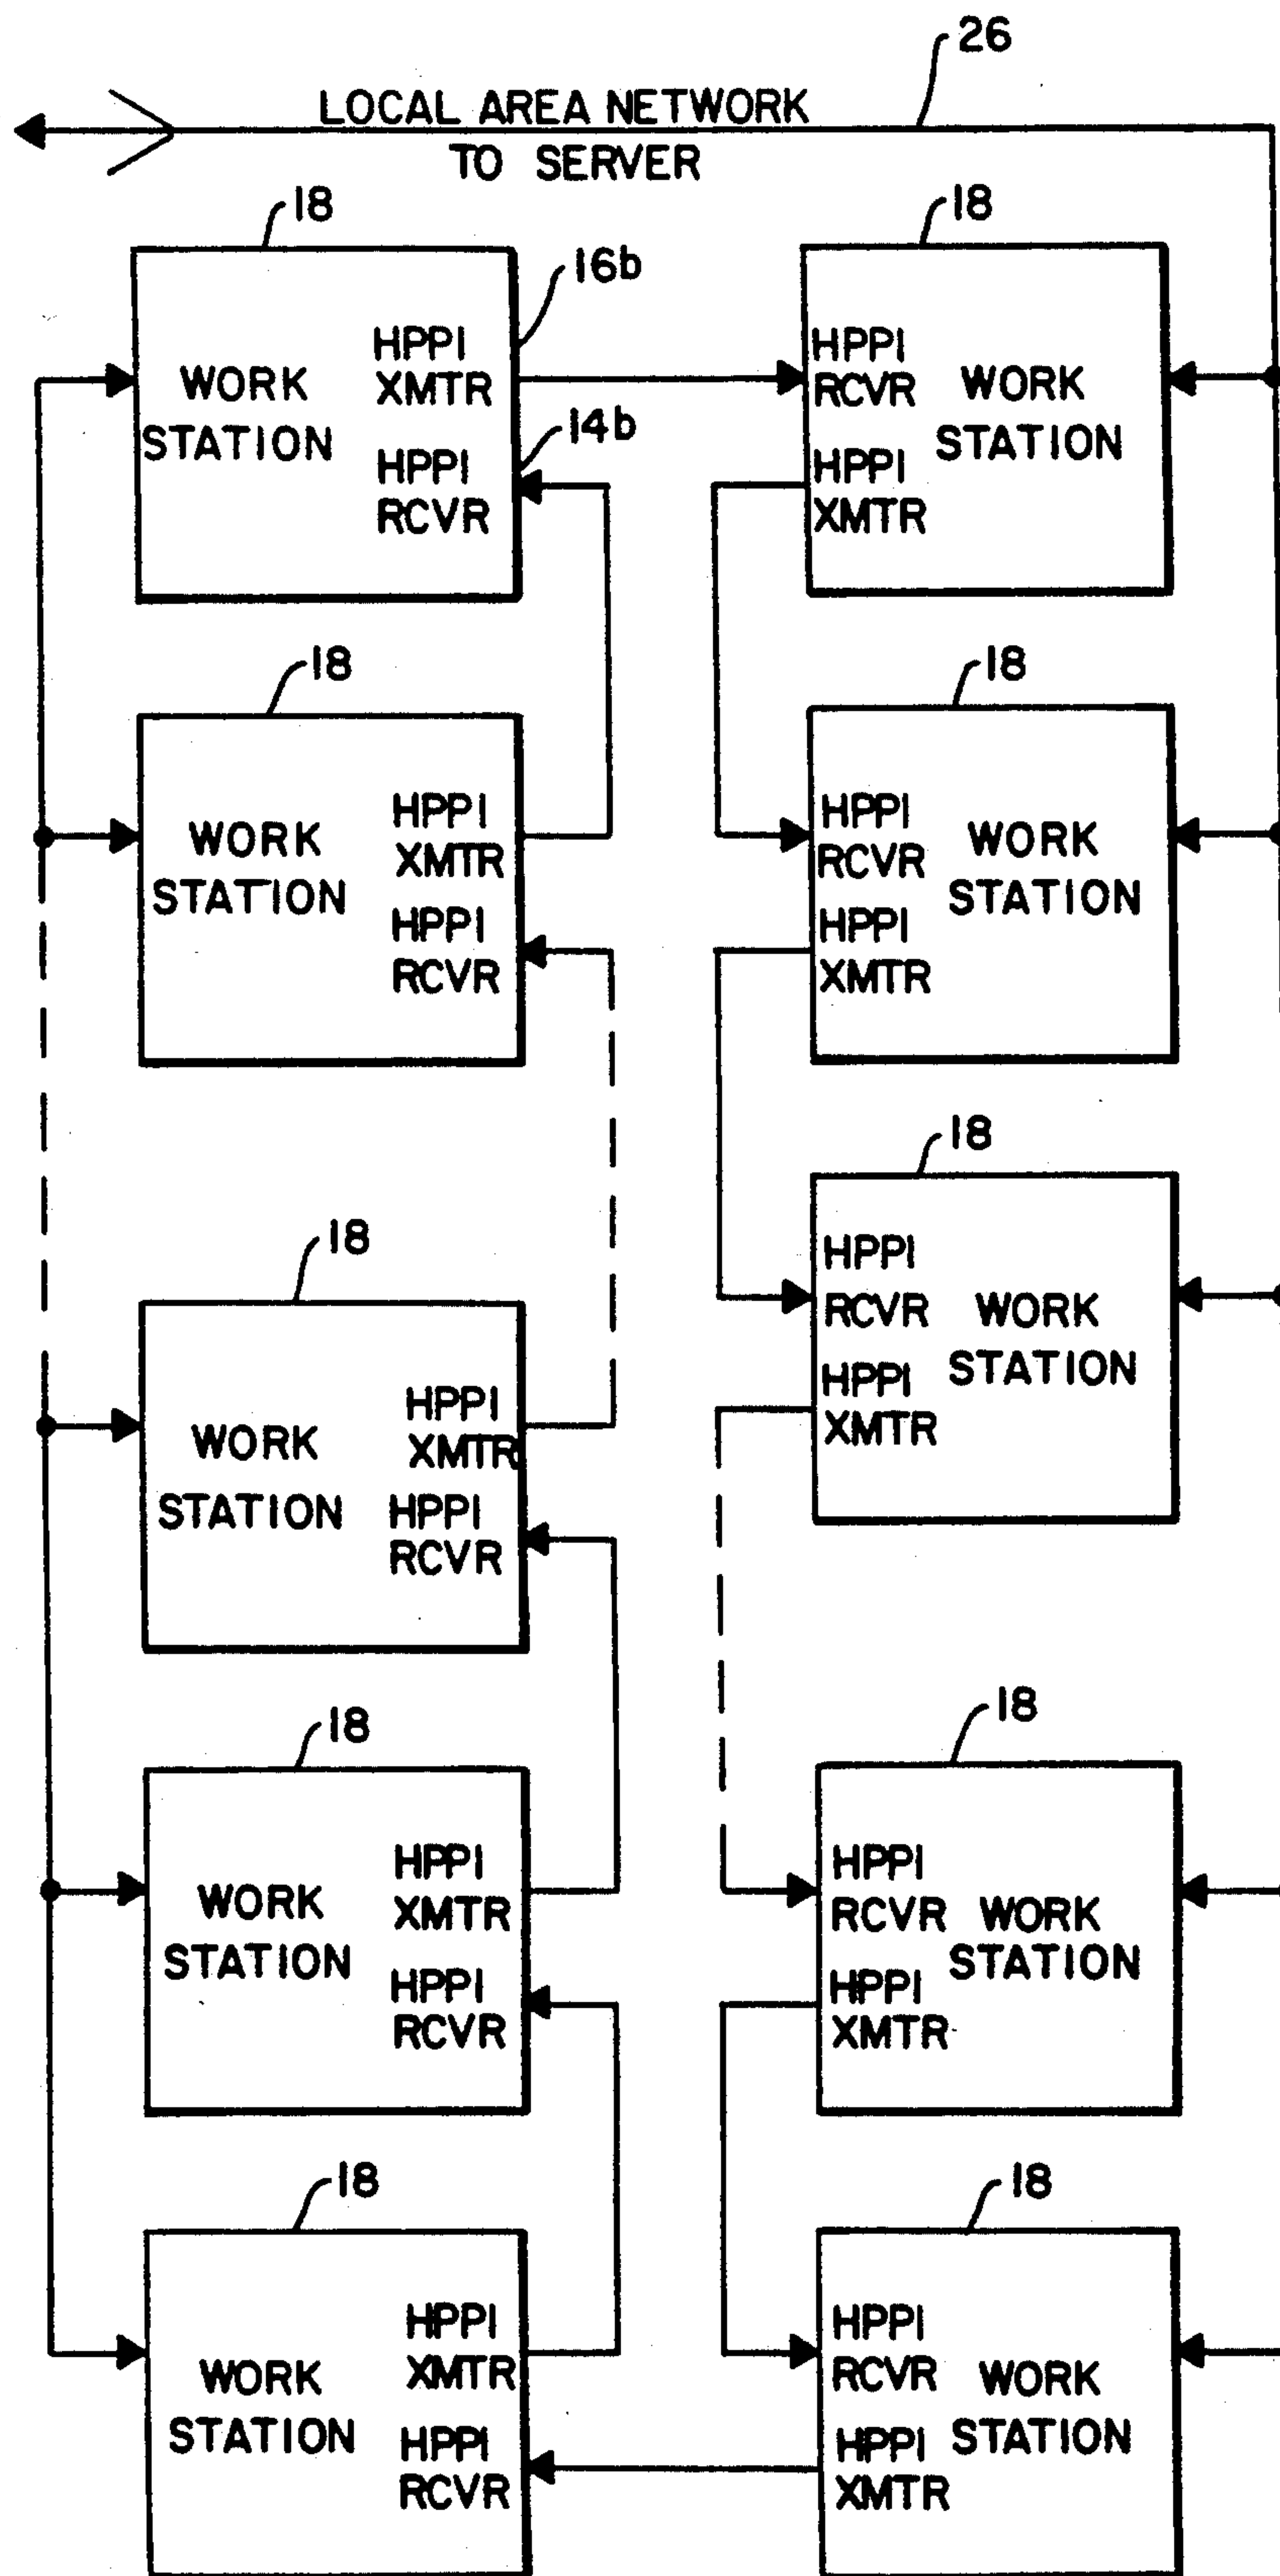 26
LOCAL AREA NETWORK
TO SERVER
18
16b
HPPI
XMTR
WORK
STATION
14b
HPPI
RCVR
18
HPPI
RCVR
WORK
STATION
HPPI
XMTR
18
HPPI
XMTR
WORK
STATION
HPPI
RCVR
18
HPPI
RCVR
WORK
STATION
HPPI
XMTR
18
HPPI
RCVR
WORK
STATION
HPPI
XMTR
18
HPPI
XMTR
WORK
STATION
HPPI
RCVR
18
HPPI
XMTR
WORK
STATION
HPPI
RCVR
18
HPPI
RCVR
WORK
STATION
HPPI
XMTR
18
HPPI
XMTR
WORK
STATION
HPPI
RCVR
18
HPPI
RCVR
WORK
STATION
HPPI
XMTR